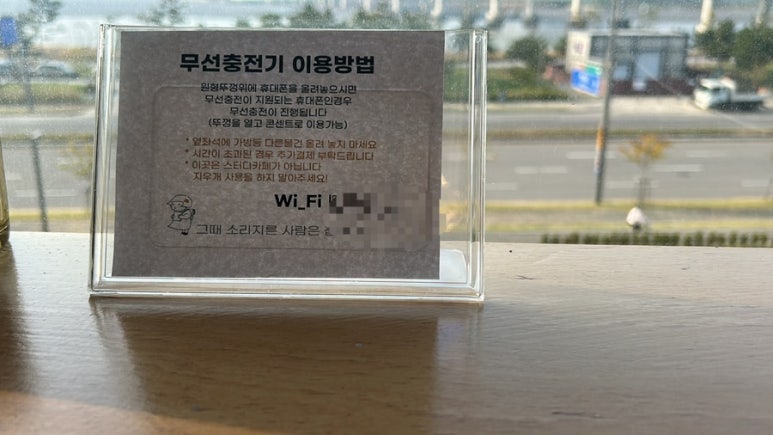 무선충전기 이용방법
원형뚜껑위에 휴대폰을 올려놓으시면
무선충전이 지원되는 휴대폰인경우
무선충전이 진행됩니다
(뚜껑을 열고 콘센트로 이용가능)
* 옆좌석에 가방등 다른물건 올려 놓지 마세요
* 시간이 초과된 경우 추가결제 부탁드립니다
* 이곳은 스터디카페가 아닙니다
지우개 사용을 하지 말아주세요!
Wi_Fi
그때 소리지른 사람은